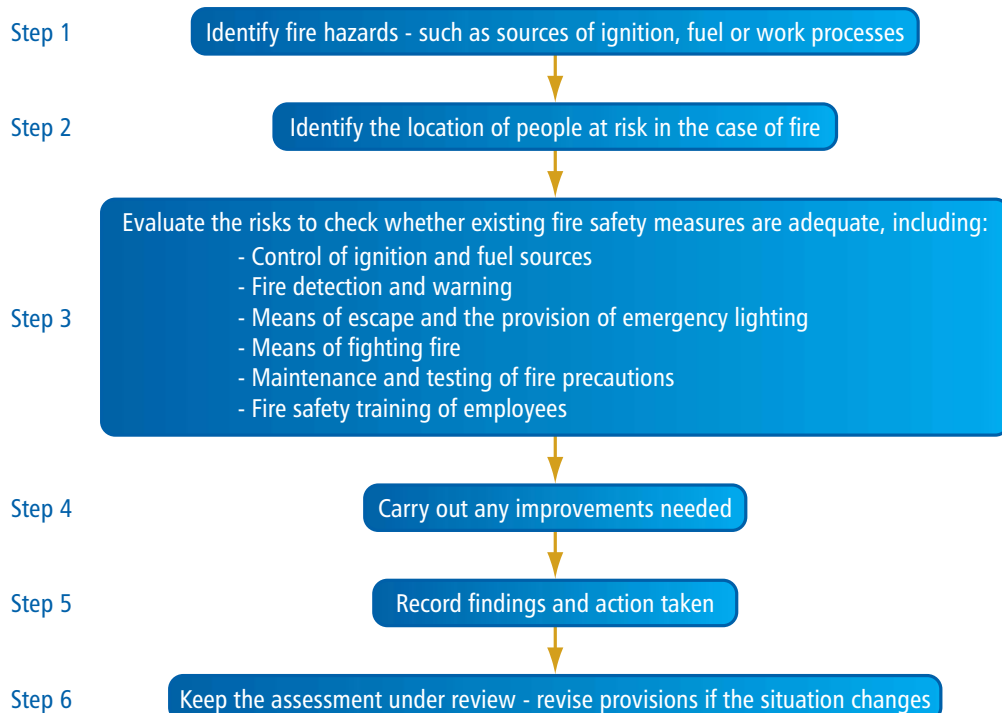 Step 1
Identify fire hazards - such as sources of ignition, fuel or work processes
Step 2
Identify the location of people at risk in the case of fire
Step 3
Evaluate the risks to check whether existing fire safety measures are adequate, including:
- Control of ignition and fuel sources
- Fire detection and warning
- Means of escape and the provision of emergency lighting
- Means of fighting fire
- Maintenance and testing of fire precautions
- Fire safety training of employees
Step 4
Carry out any improvements needed
Step 5
Record findings and action taken
Step 6
Keep the assessment under review - revise provisions if the situation changes